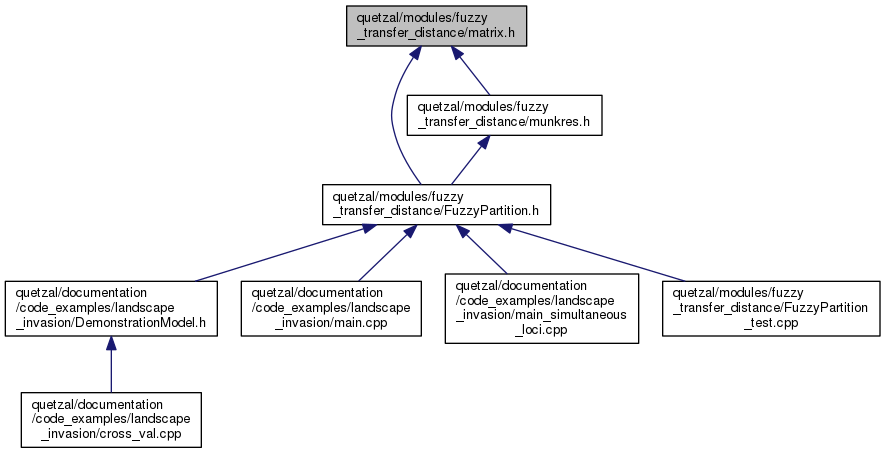 quetzal/modules/fuzzy
_transfer_distance/matrix.h
quetzal/modules/fuzzy
_transfer_distance/munkres.h
quetzal/modules/fuzzy
_transfer_distance/FuzzyPartition.h
quetzal/documentation
/code_examples/landscape
_invasion/DemonstrationModel.h
quetzal/documentation
/code_examples/landscape
_invasion/main.cpp
quetzal/documentation
/code_examples/landscape
_invasion/main_simultaneous
_loci.cpp
quetzal/modules/fuzzy
_transfer_distance/FuzzyPartition
_test.cpp
quetzal/documentation
/code_examples/landscape
_invasion/cross_val.cpp